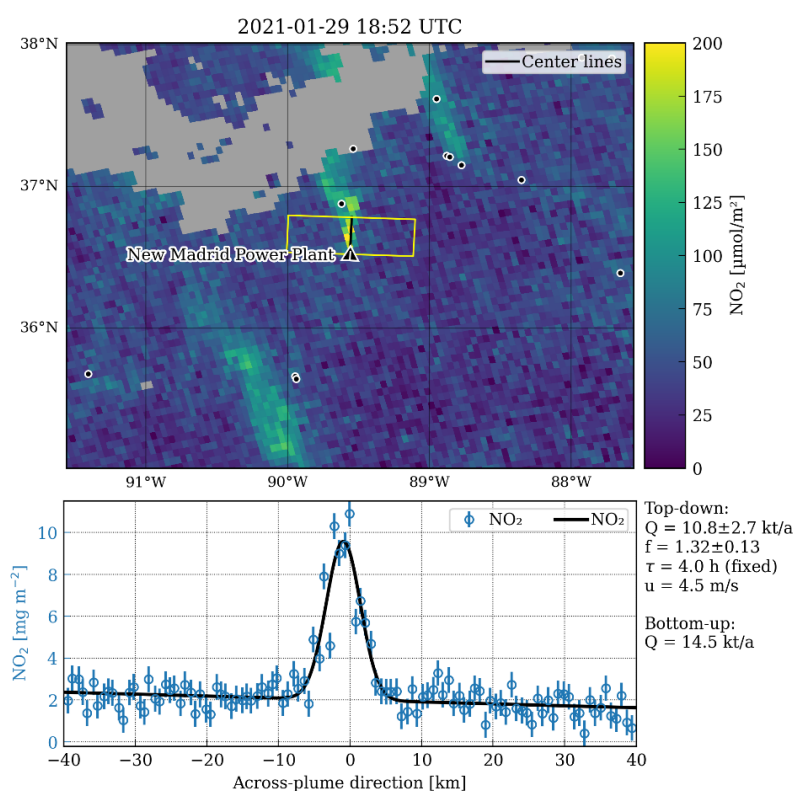 2021-01-29 18:52 UTC
38°N
37°N
36°N
91°W
90°W
89°W
88°W
Center lines
New Madrid Power Plant
200
175
150
125
100
75
50
25
0
NO₂ [µmol/m²]
10
8
6
4
2
0
NO₂ [mg m⁻²]
NO₂
NO₂
−40
−30
−20
−10
0
10
20
30
40
Across-plume direction [km]
Top-down:
Q = 10.8±2.7 kt/a
f = 1.32±0.13
τ = 4.0 h (fixed)
u = 4.5 m/s
Bottom-up:
Q = 14.5 kt/a